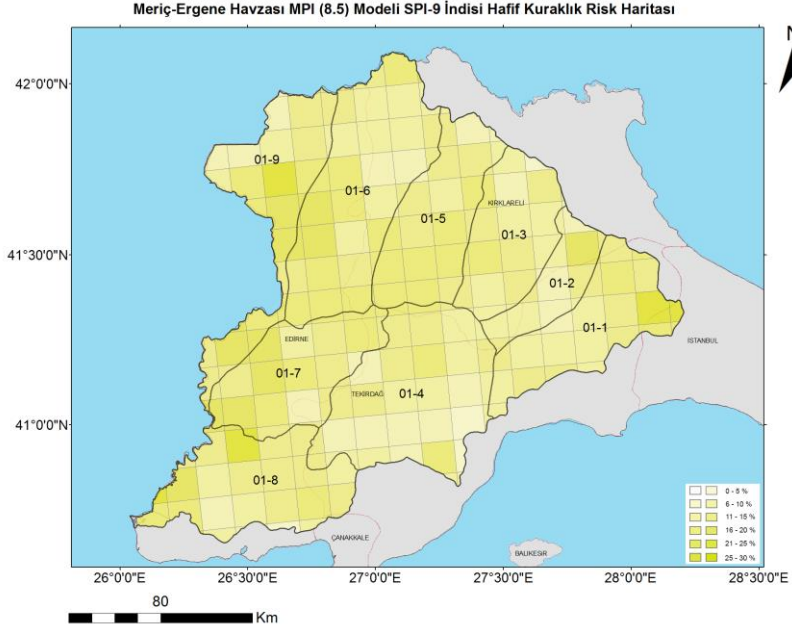 Meriç-Ergene Havzası MPI (8.5) Modeli SPI-9 İndisi Hafif Kuraklık Risk Haritası
N
42°0'0"N
01-9
01-6
01-5
KIRKLARELİ
01-3
41°30'0"N
01-2
01-1
EDİRNE
İSTANBUL
01-7
TEKİRDAĞ
01-4
41°0'0"N
01-8
0 - 5 %
6 - 10 %
11 - 15 %
16 - 20 %
21 - 25 %
25 - 30 %
ÇANAKKALE
BALIKESİR
26°0'0"E
26°30'0"E
27°0'0"E
27°30'0"E
28°0'0"E
28°30'0"E
80
Km